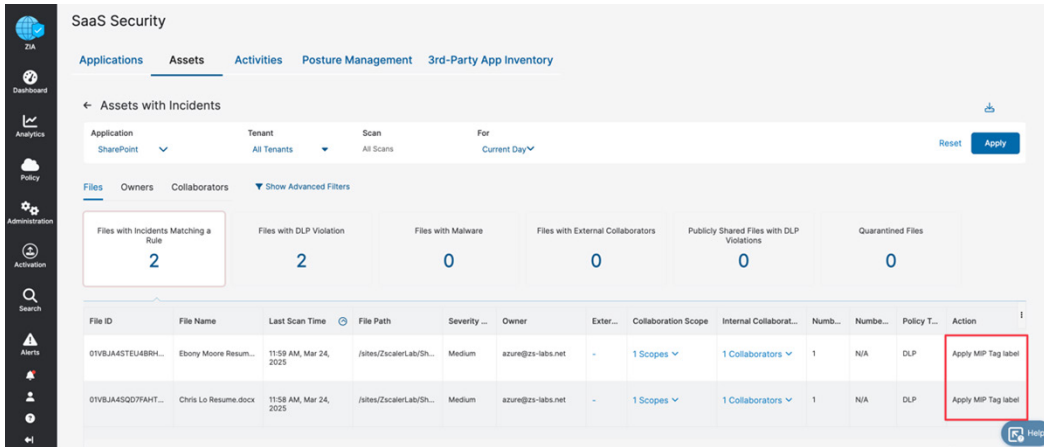 SaaS Security
ZIA
Applications Assets Activities Posture Management 3rd-Party App Inventory
Dashboard
← Assets with Incidents
Analytics
Application Tenant Scan For
SharePoint All Tenants All Scans Current Day Reset Apply
Policy
Files Owners Collaborators Show Advanced Filters
Administration
Files with Incidents Matching a Rule
2
Files with DLP Violation
2
Files with Malware
0
Files with External Collaborators
0
Publicly Shared Files with DLP Violations
0
Quarantined Files
0
Activation
Search
File ID File Name Last Scan Time File Path Severity ... Owner Exter... Collaboration Scope Internal Collaborat... Numb... Numbe... Policy T... Action
Alerts
01VBJA4STEU4BRH... Ebony Moore Resum... 11:59 AM, Mar 24, 2025 /sites/ZscalerLab/Sh... Medium azure@zs-labs.net - 1 Scopes 1 Collaborators 1 N/A DLP Apply MIP Tag label
01VBJA4SQD7FAHT... Chris Lo Resume.docx 11:58 AM, Mar 24, 2025 /sites/ZscalerLab/Sh... Medium azure@zs-labs.net - 1 Scopes 1 Collaborators 1 N/A DLP Apply MIP Tag label
Help